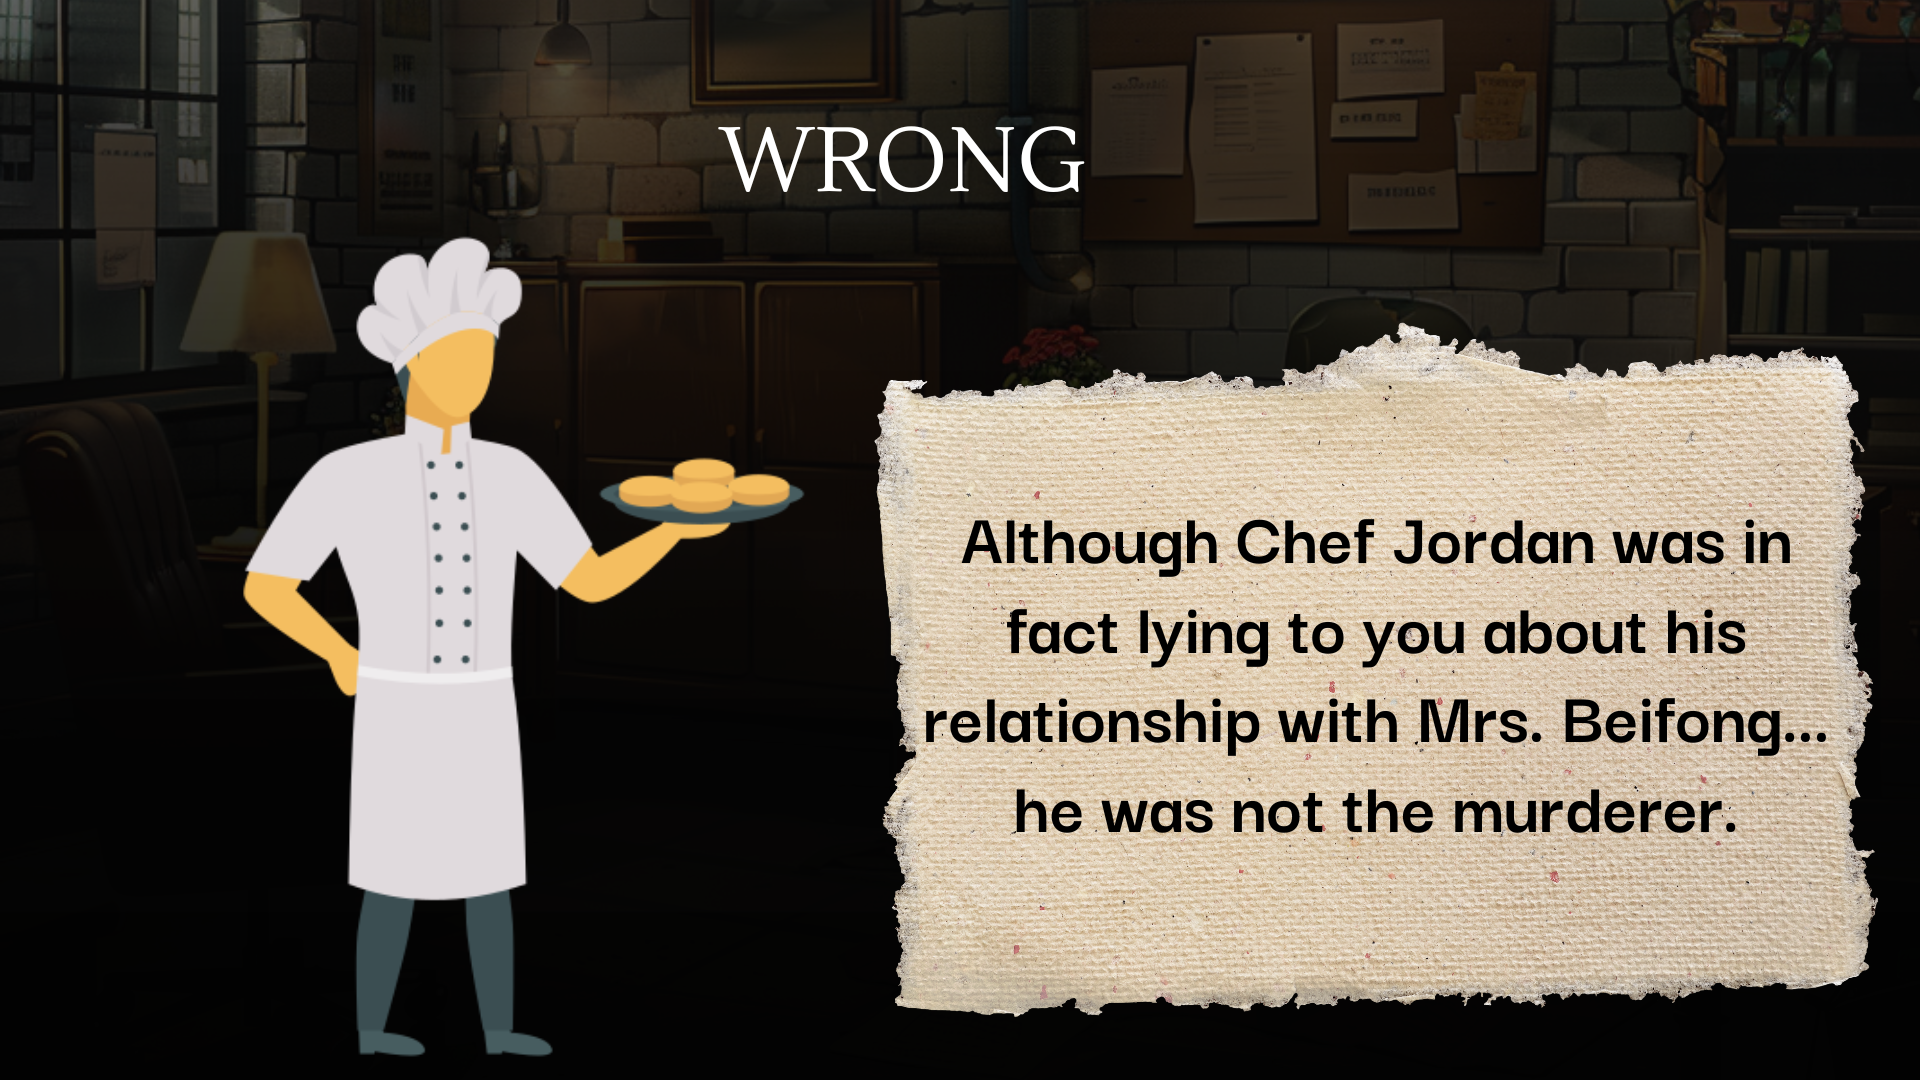 WRONG
Although Chef Jordan was in
fact lying to you about his
relationship with Mrs. Beifong...
he was not the murderer.